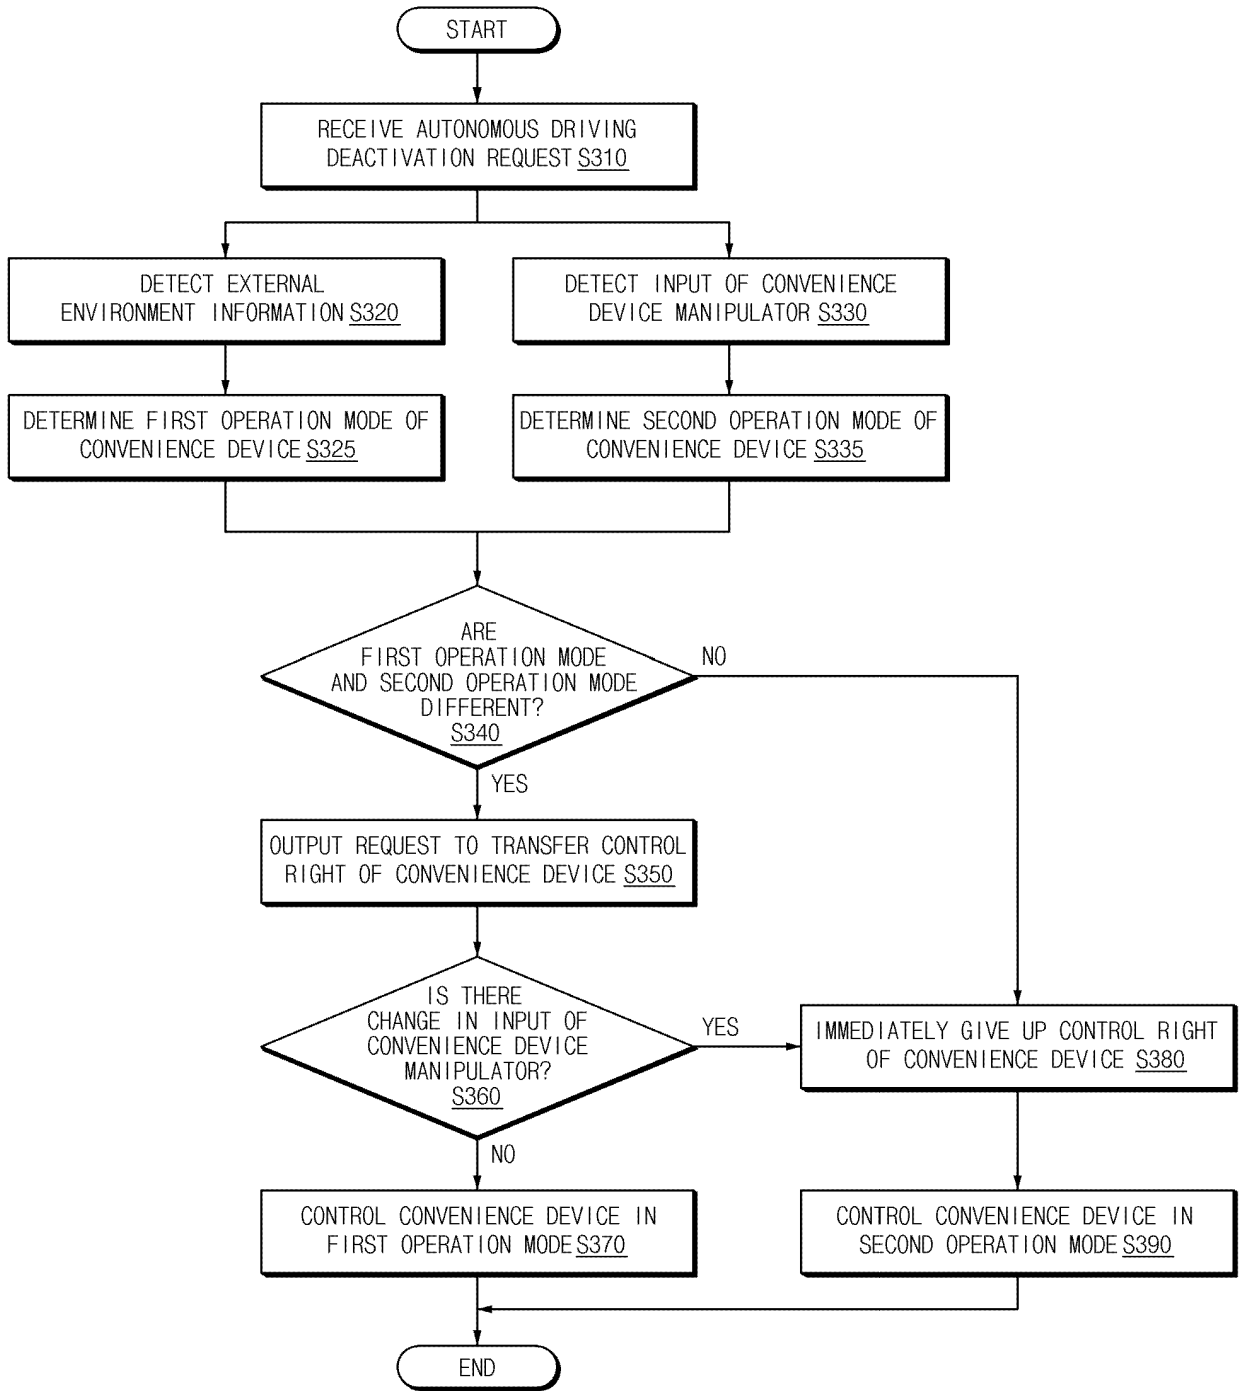 START
RECEIVE AUTONOMOUS DRIVING
DEACTIVATION REQUEST S310
DETECT EXTERNAL
ENVIRONMENT INFORMATION S320
DETECT INPUT OF CONVENIENCE
DEVICE MANIPULATOR S330
DETERMINE FIRST OPERATION MODE OF
CONVENIENCE DEVICE S325
DETERMINE SECOND OPERATION MODE OF
CONVENIENCE DEVICE S335
ARE
FIRST OPERATION MODE
AND SECOND OPERATION MODE
DIFFERENT?
S340
NO
YES
OUTPUT REQUEST TO TRANSFER CONTROL
RIGHT OF CONVENIENCE DEVICE S350
IS THERE
CHANGE IN INPUT OF
CONVENIENCE DEVICE
MANIPULATOR?
S360
YES
IMMEDIATELY GIVE UP CONTROL RIGHT
OF CONVENIENCE DEVICE S380
NO
CONTROL CONVENIENCE DEVICE IN
FIRST OPERATION MODE S370
CONTROL CONVENIENCE DEVICE IN
SECOND OPERATION MODE S390
END